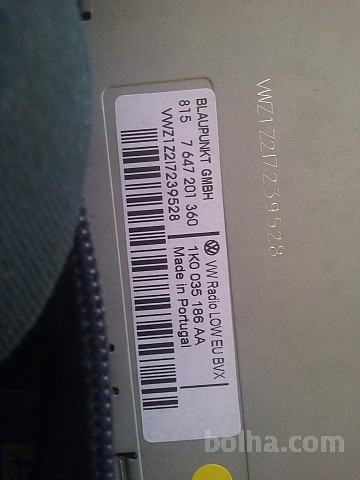 BLAUPUNKT GMBH
815 7 647 201 360
VWZ1Z2I7239528
VW Radio LOW EU BVX
1K0 035 186 AA
Made in Portugal
VWZ1Z2I7239528
bolha.com